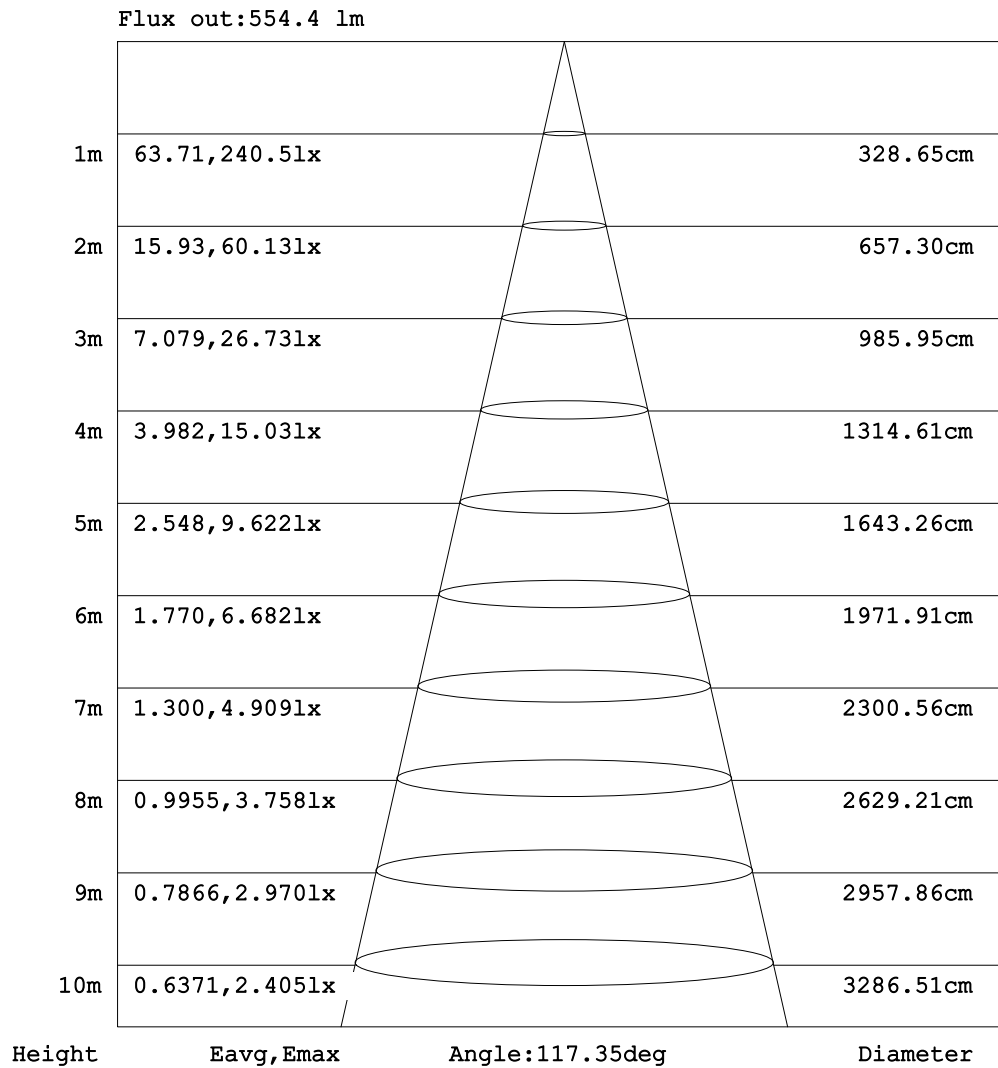 Flux out:554.4 lm
1m 63.71,240.5lx 328.65cm
2m 15.93,60.13lx 657.30cm
3m 7.079,26.73lx 985.95cm
4m 3.982,15.03lx 1314.61cm
5m 2.548,9.622lx 1643.26cm
6m 1.770,6.682lx 1971.91cm
7m 1.300,4.909lx 2300.56cm
8m 0.9955,3.758lx 2629.21cm
9m 0.7866,2.970lx 2957.86cm
10m 0.6371,2.405lx 3286.51cm
Height Eavg,Emax Angle:117.35deg Diameter